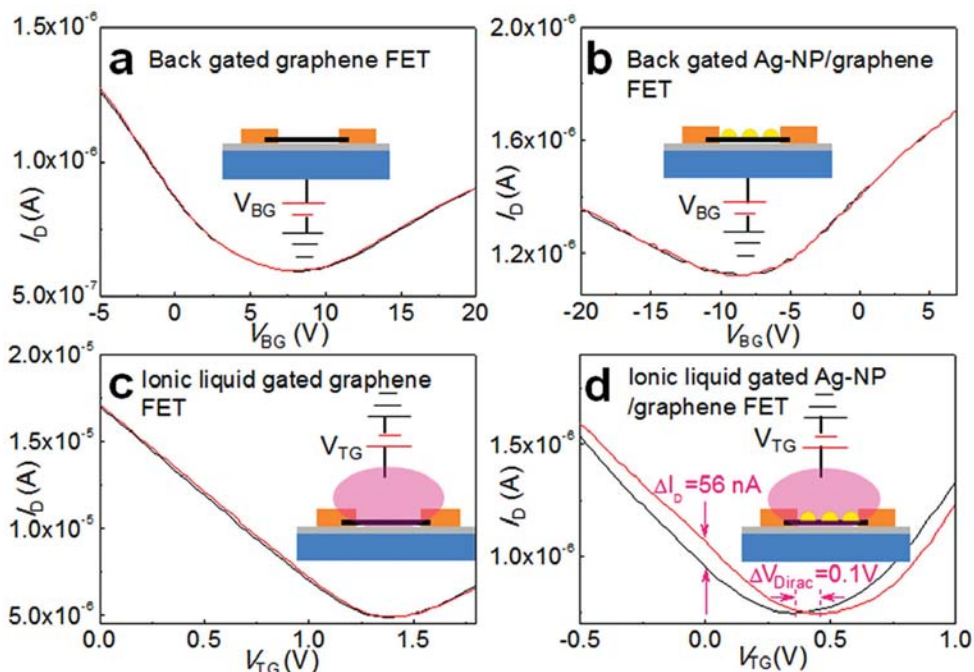 a Back gated graphene FET
1.5x10⁻⁶
1.0x10⁻⁶
5.0x10⁻⁷
I_D (A)
V_BG
-5 0 5 10 15 20
V_BG (V)
b Back gated Ag-NP/graphene
FET
2.0x10⁻⁶
1.6x10⁻⁶
1.2x10⁻⁶
I_D (A)
V_BG
-20 -15 -10 -5 0 5
V_BG (V)
c Ionic liquid gated graphene
FET
2.0x10⁻⁵
1.5x10⁻⁵
1.0x10⁻⁵
5.0x10⁻⁶
I_D (A)
V_TG
0.0 0.5 1.0 1.5
V_TG (V)
d Ionic liquid gated Ag-NP
/graphene FET
1.5x10⁻⁶
1.0x10⁻⁶
I_D (A)
V_TG
ΔI_D =56 nA
ΔV_Dirac=0.1V
-0.5 0.0 0.5 1.0
V_TG (V)